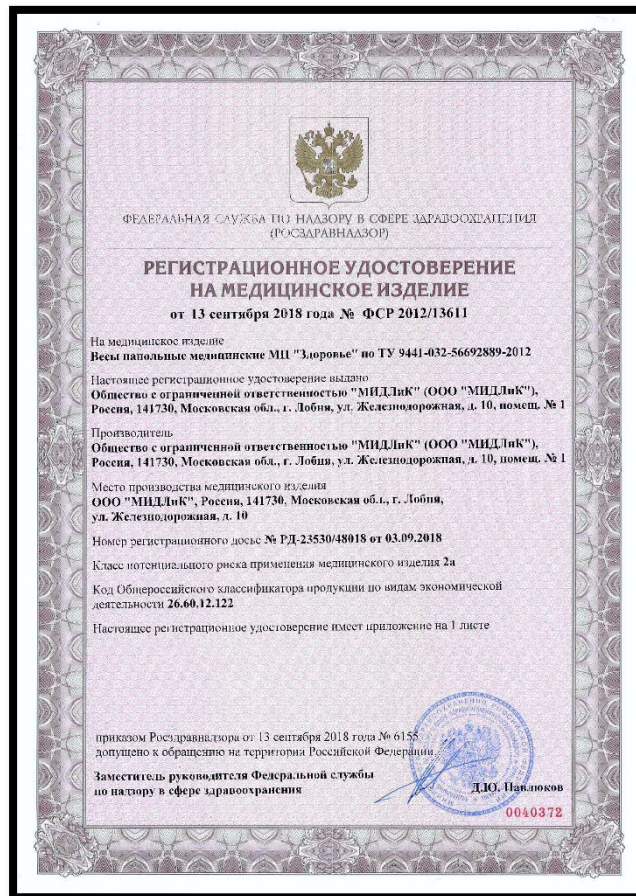 ФЕДЕРАЛЬНАЯ СЛУЖБА ПО НАДЗОРУ В СФЕРЕ ЗДРАВООХРАНЕНИЯ
(РОСЗДРАВНАДЗОР)
РЕГИСТРАЦИОННОЕ УДОСТОВЕРЕНИЕ
НА МЕДИЦИНСКОЕ ИЗДЕЛИЕ
от 13 сентября 2018 года № ФСР 2012/13611
На медицинское изделие
Весы напольные медицинские МЦ "Здоровье" по ТУ 9441-032-56692889-2012
Настоящее регистрационное удостоверение выдано
Общество с ограниченной ответственностью "МИДЛиК" (ООО "МИДЛиК"),
Россия, 141730, Московская обл., г. Лобня, ул. Железнодорожная, д. 10, помещ. № 1
Производитель
Общество с ограниченной ответственностью "МИДЛиК" (ООО "МИДЛиК"),
Россия, 141730, Московская обл., г. Лобня, ул. Железнодорожная, д. 10, помещ. № 1
Место производства медицинского изделия
ООО "МИДЛиК", Россия, 141730, Московская обл., г. Лобня,
ул. Железнодорожная, д. 10
Номер регистрационного досье № РД-23530/48018 от 03.09.2018
Класс потенциального риска применения медицинского изделия 2а
Код Общероссийского классификатора продукции по видам экономической
деятельности 26.60.12.122
Настоящее регистрационное удостоверение имеет приложение на 1 листе
приказом Росздравнадзора от 13 сентября 2018 года № 6155
допущено к обращению на территории Российской Федерации.
Заместитель руководителя Федеральной службы
по надзору в сфере здравоохранения
Д.Ю. Павлюков
0040372